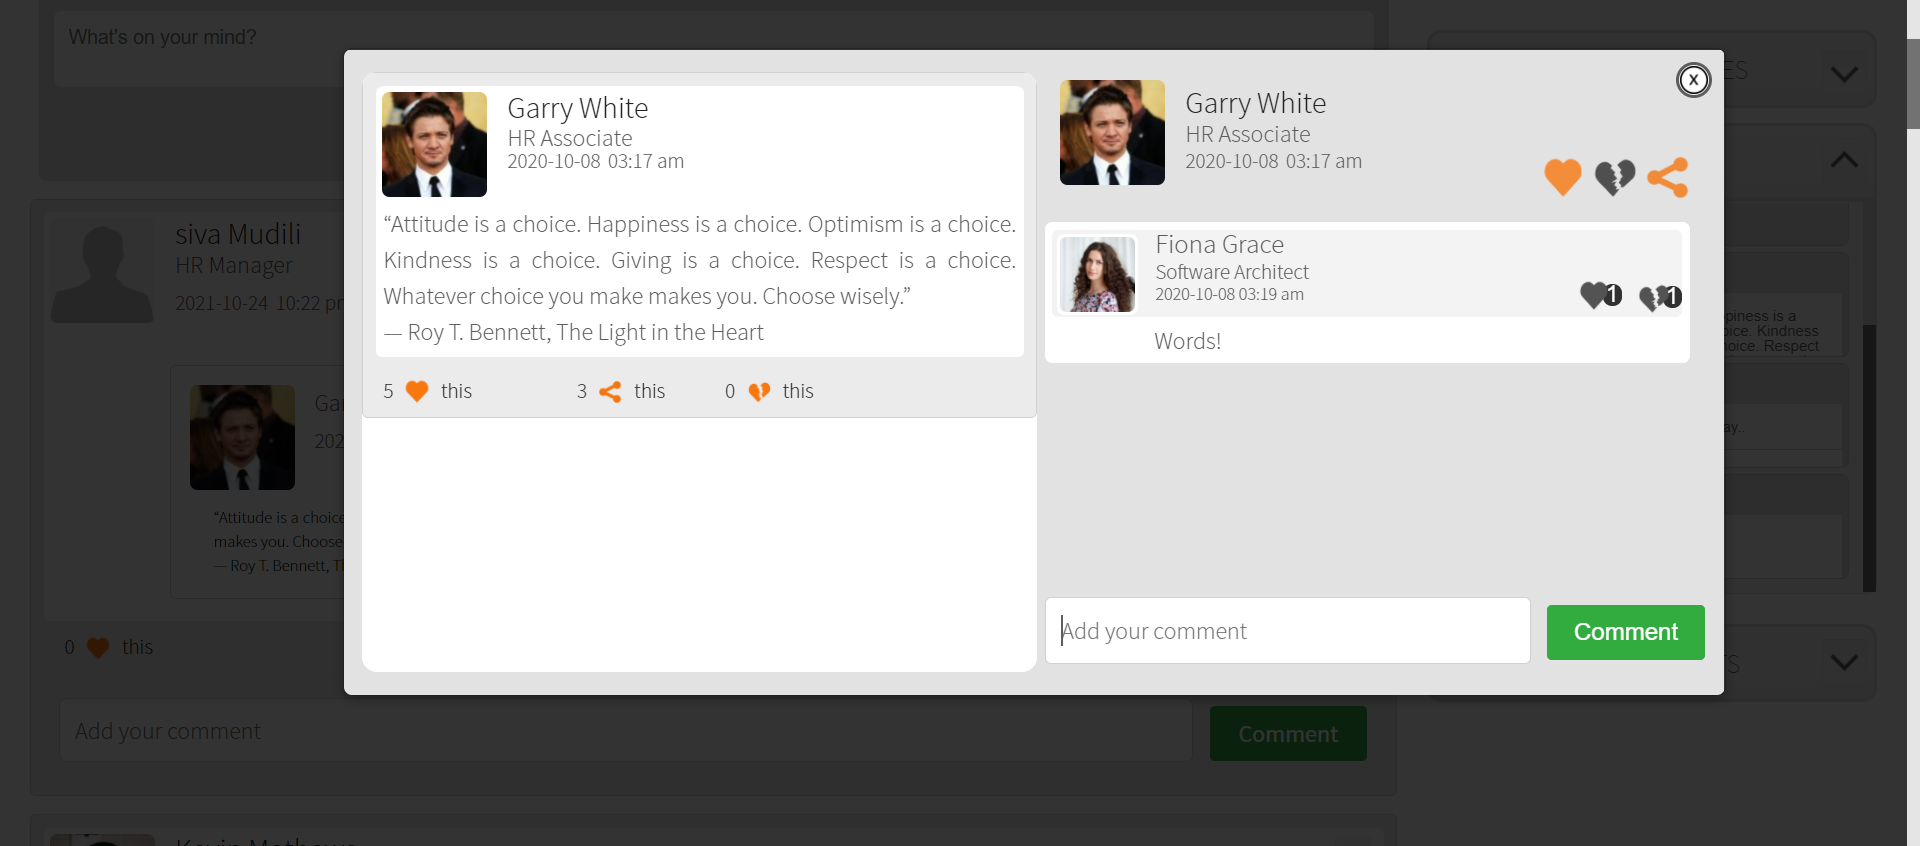 What's on your mind?
ES
X
Garry White
HR Associate
2020-10-08 03:17 am
“Attitude is a choice. Happiness is a choice. Optimism is a choice.
Kindness is a choice. Giving is a choice. Respect is a choice.
Whatever choice you make makes you. Choose wisely.”
— Roy T. Bennett, The Light in the Heart
5 this 3 this 0 this
Garry White
HR Associate
2020-10-08 03:17 am
Fiona Grace
Software Architect
2020-10-08 03:19 am
1 1
Words!
Add your comment
Comment
siva Mudili
HR Manager
2021-10-24 10:22 pm
Gar
202
“Attitude is a choice
makes you. Choose
— Roy T. Bennett, T
0 this
Add your comment
Comment
piness is a
oice. Kindness
hoice. Respect
ay..
TS
Kevin Mathews